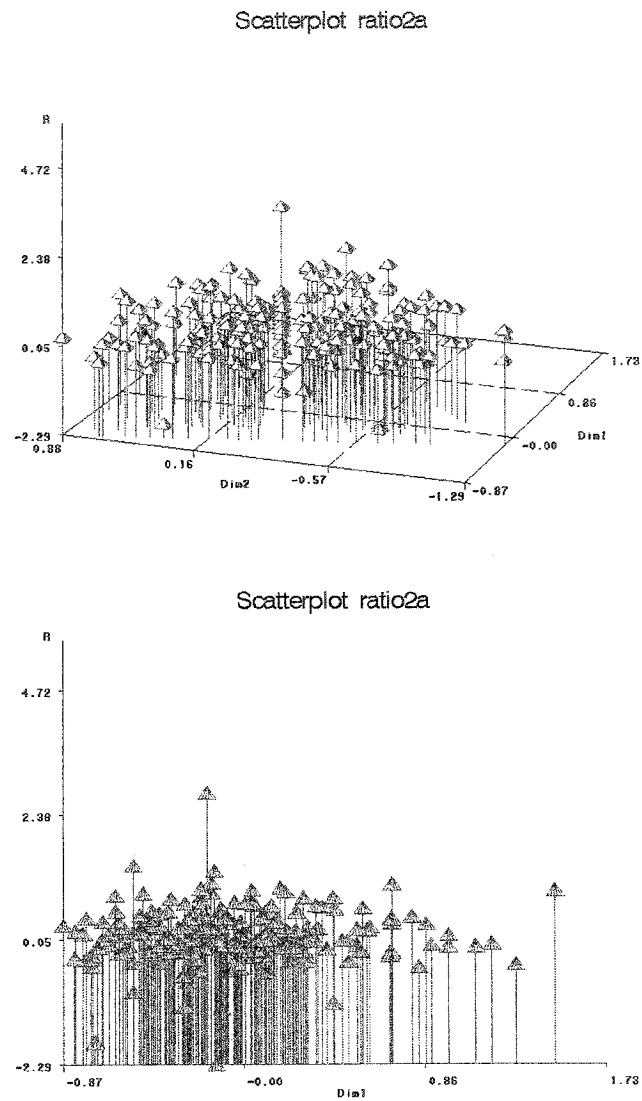 Scatterplot ratio2a
R
4.72
2.38
0.05
-2.29
0.88
0.16
Dim2
-0.57
-1.29
-0.87
-0.00
Dim1
0.86
1.73
Scatterplot ratio2a
R
4.72
2.38
0.05
-2.29
-0.87
-0.00
Dim1
0.86
1.73